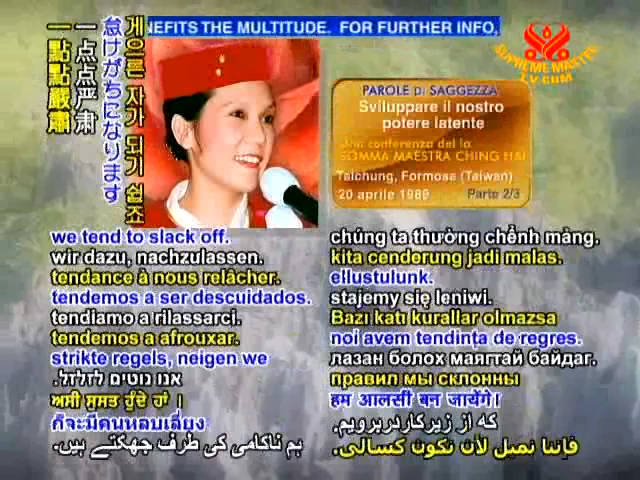 NEFITS THE MULTITUDE.  FOR FURTHER INFO,
SUPREME MASTER
TV.COM
게으른 자가 되기 쉽죠
怠けがちになります
一点点严肃
一點點嚴肅
PAROLE DI SAGGEZZA
Sviluppare il nostro
potere latente
Una conferenza del la
SOMMA MAESTRA CHING HAI
Taichung, Formosa (Taiwan)
20 aprile 1989
Parte 2/3
we tend to slack off.
wir dazu, nachzulassen.
tendance à nous relâcher.
tendemos a ser descuidados.
tendiamo a rilassarci.
tendemos a afrouxar.
strikte regels, neigen we
אנו נוטים לזלזל.
ਅਸੀ ਸੁਸਤ ਹੁੰਦੇ ਹਾਂ |
ก็จะมีคนหลบเลี่ยง
ہم ناکامی کی طرف جھکتے ہیں.
chúng ta thường chểnh mảng.
kita cenderung jadi malas.
ellustulunk.
stajemy się leniwi.
Bazı katı kurallar olmazsa
noi avem tendința de regres.
лазан болох маягтай байдаг.
правил мы склонны
हम आलसी बन जायेंगे।
که از زیرکاردربرویم.
فإننا نميل لأن نكون كسالى.